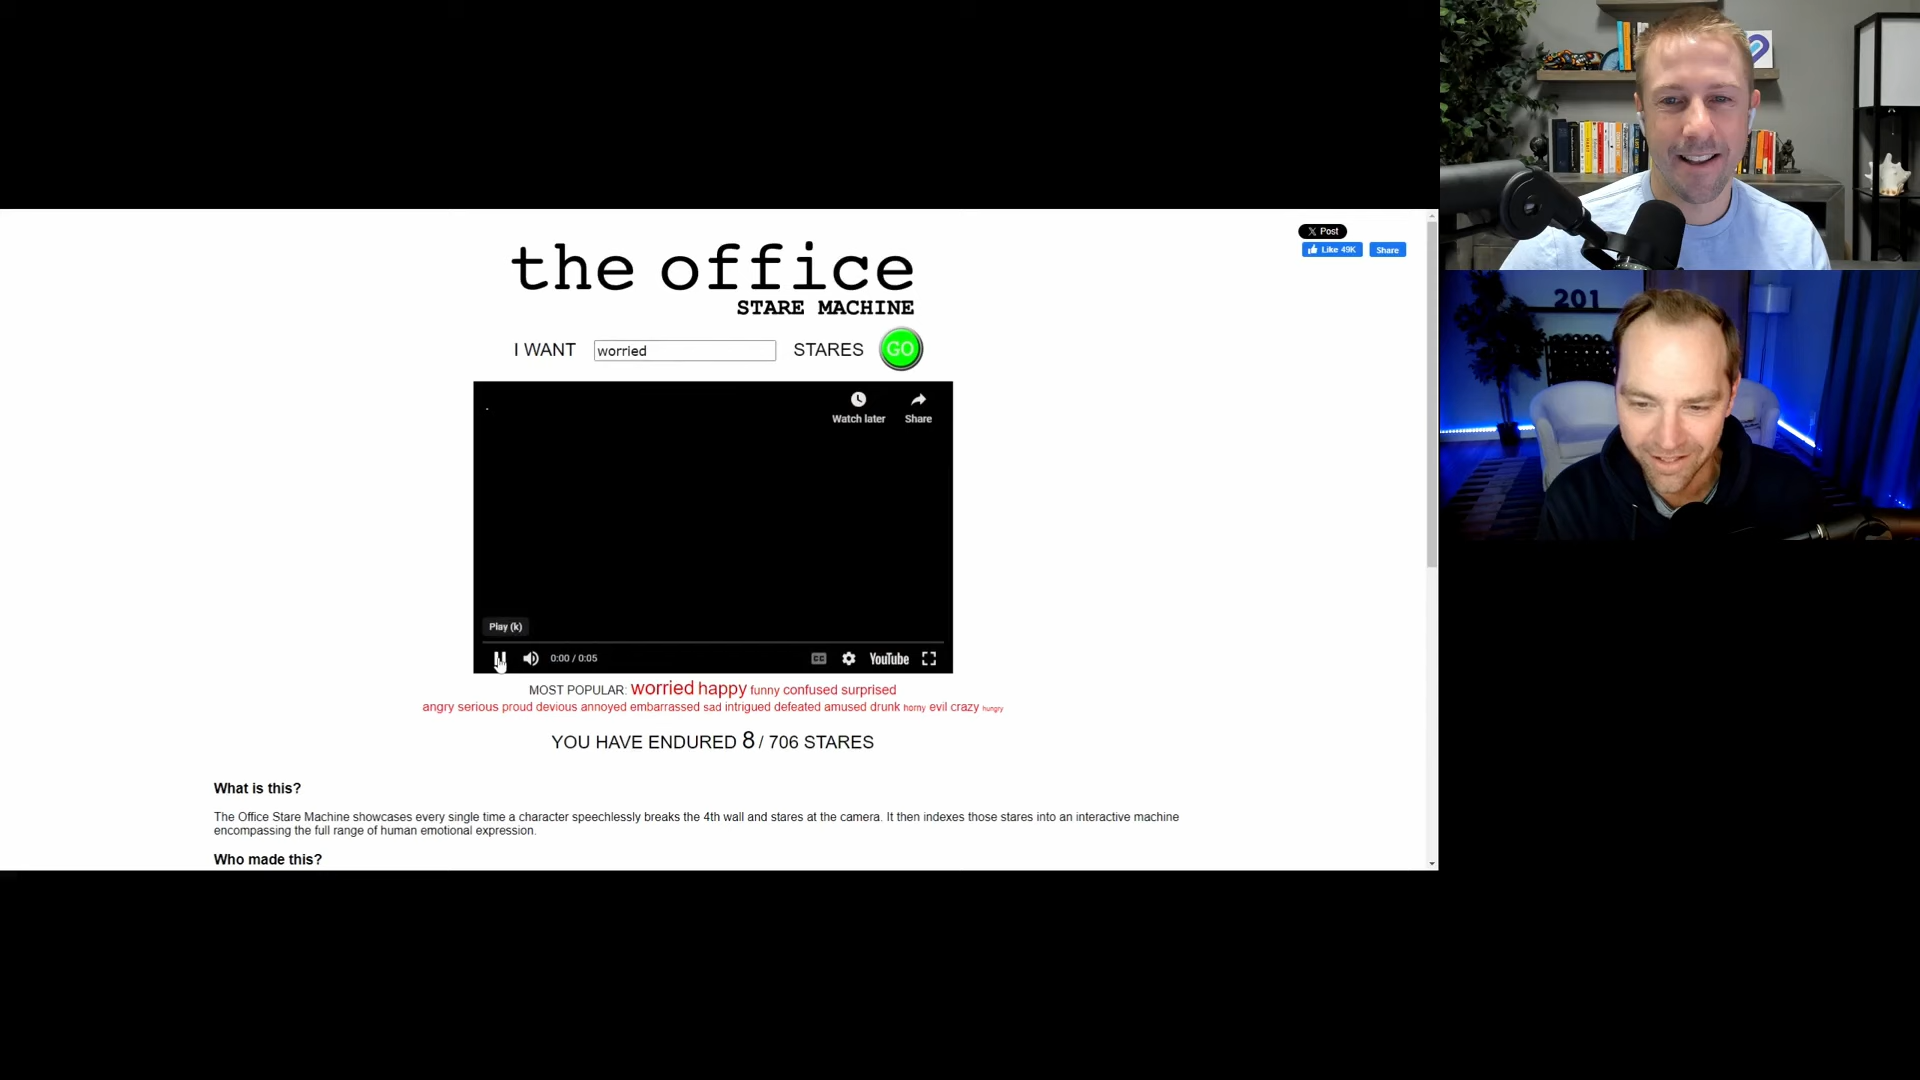 the office
STARE MACHINE
Post
Like 49K Share
I WANT worried STARES GO
Watch later Share
Play (k)
0:00 / 0:05 CC YouTube
MOST POPULAR: worried happy funny confused surprised
angry serious proud devious annoyed embarrassed sad intrigued defeated amused drunk horny evil crazy hungry
YOU HAVE ENDURED 8 / 706 STARES
What is this?
The Office Stare Machine showcases every single time a character speechlessly breaks the 4th wall and stares at the camera. It then indexes those stares into an interactive machine
encompassing the full range of human emotional expression.
Who made this?
201